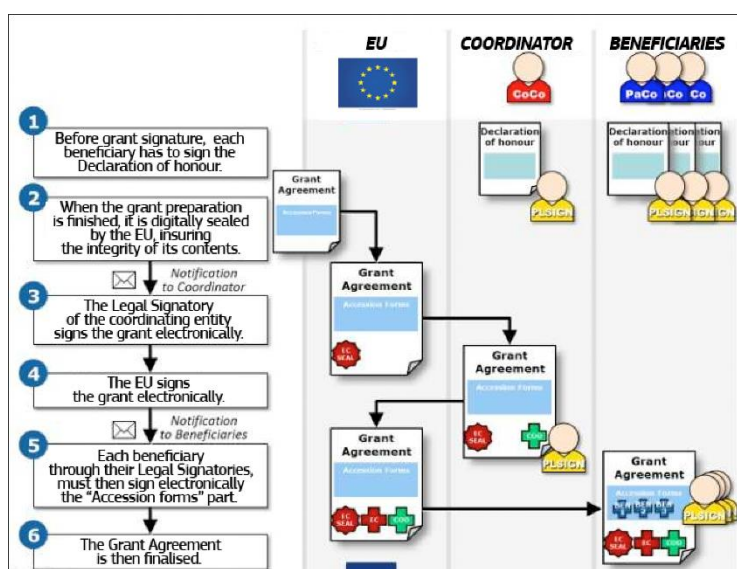 EU
COORDINATOR
BENEFICIARIES
CoCo
PaCo
Co
Co
1
Before grant signature, each
beneficiary has to sign the
Declaration of honour.
Declaration
of honour
PLSIGN
Declaration
of honour
PLSIGN
2
When the grant preparation
is finished, it is digitally sealed
by the EU, insuring
the integrity of its contents.
Grant
Agreement
Accession Forms
Notification
to Coordinator
3
The Legal Signatory
of the coordinating entity
signs the grant electronically.
Grant
Agreement
Accession Forms
EC
SEAL
4
The EU signs
the grant electronically.
Grant
Agreement
Accession Forms
EC
SEAL
COO
PLSIGN
Notification
to Beneficiaries
5
Each beneficiary
through their Legal Signatories,
must then sign electronically
the “Accession forms” part.
Grant
Agreement
Accession Forms
EC
SEAL
EC
COO
Grant
Agreement
Accession Forms
PLSIGN
EC
SEAL
EC
COO
6
The Grant Agreement
is then finalised.